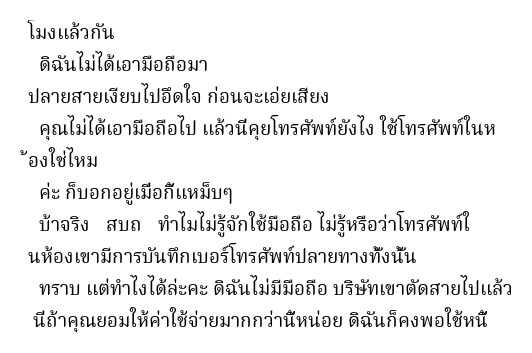 โมงแล้วกัน
ดิฉันไม่ได้เอามือถือมา
ปลายสายเงียบไปอึดใจ ก่อนจะเอ่ยเสียง
คุณไม่ได้เอามือถือไป แล้วนี่คุยโทรศัพท์ยังไง ใช้โทรศัพท์ในห
้องใช่ไหม
ค่ะ ก็บอกอยู่เมื่อกี้แหม็บๆ
บ้าจริง สบถ ทำไมไม่รู้จักใช้มือถือ ไม่รู้หรือว่าโทรศัพท์ใ
นห้องเขามีการบันทึกเบอร์โทรศัพท์ปลายทางทั้งนั้น
ทราบ แต่ทำไงได้ล่ะคะ ดิฉันไม่มีมือถือ บริษัทเขาตัดสายไปแล้ว
นี่ถ้าคุณยอมให้ค่าใช้จ่ายมากกว่านี้หน่อย ดิฉันก็คงพอใช้หนี้